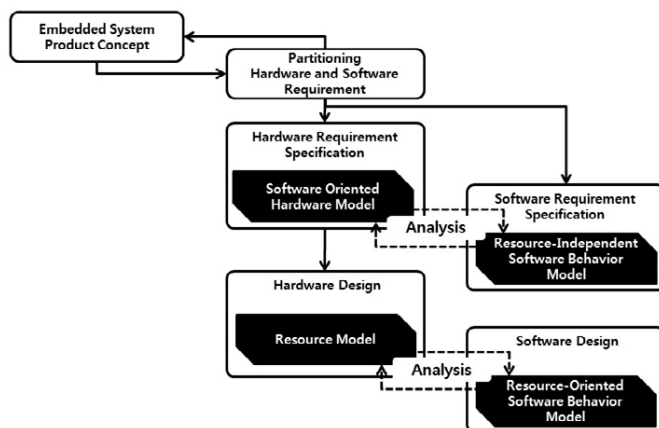 Embedded System
Product Concept
Partitioning
Hardware and Software
Requirement
Hardware Requirement
Specification
Software Oriented
Hardware Model
Analysis
Software Requirement
Specification
Resource-Independent
Software Behavior
Model
Hardware Design
Resource Model
Analysis
Software Design
Resource-Oriented
Software Behavior
Model